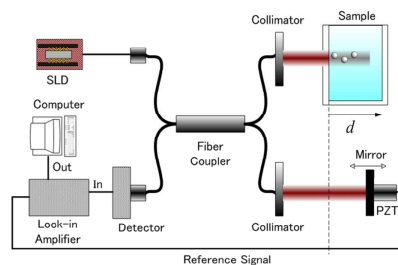 Collimator
Sample
SLD
Computer
d
Fiber
Coupler
Mirror
Out
In
PZT
Look-in
Amplifier
Detector
Collimator
Reference Signal